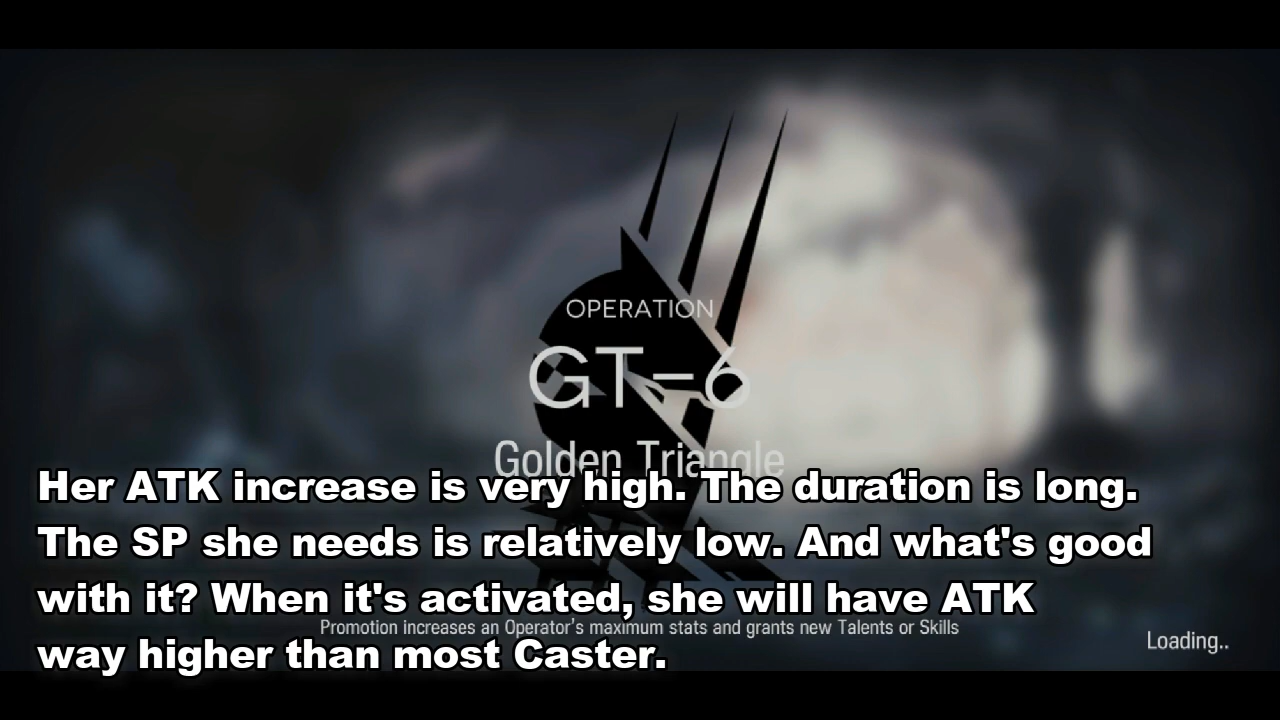 OPERATION
GT-6
Golden Triangle
Her ATK increase is very high. The duration is long.
The SP she needs is relatively low. And what's good
with it? When it's activated, she will have ATK
Promotion increases an Operator's maximum stats and grants new Talents or Skills
Loading..
way higher than most Caster.